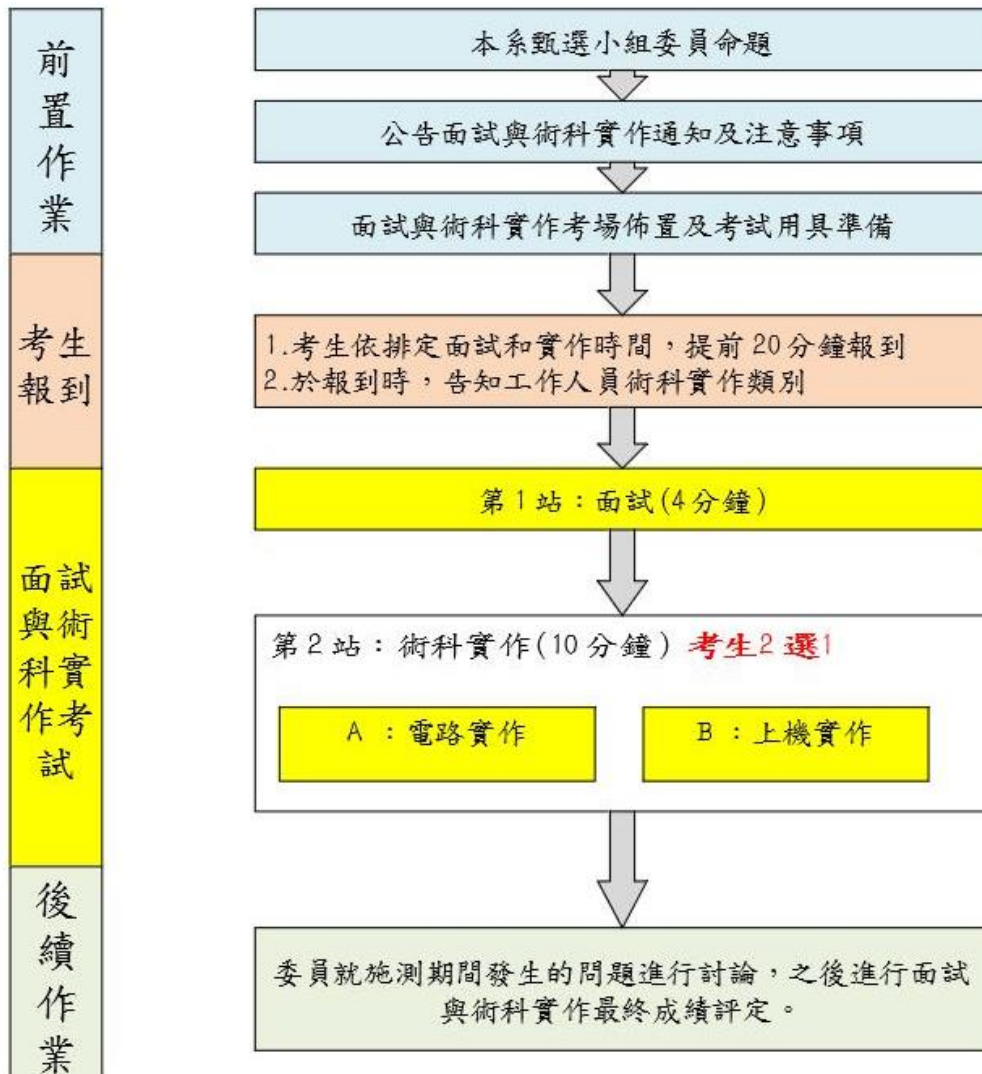 前
置
作
業
本系甄選小組委員命題
公告面試與術科實作通知及注意事項
面試與術科實作考場佈置及考試用具準備
考生
報到
1.考生依排定面試和實作時間，提前20分鐘報到
2.於報到時，告知工作人員術科實作類別
面試
與術
科實
作考
試
第1站：面試(4分鐘)
第2站：術科實作(10分鐘) 考生2選1
A ：電路實作
B ：上機實作
後
續
作
業
委員就施測期間發生的問題進行討論，之後進行面試
與術科實作最終成績評定。